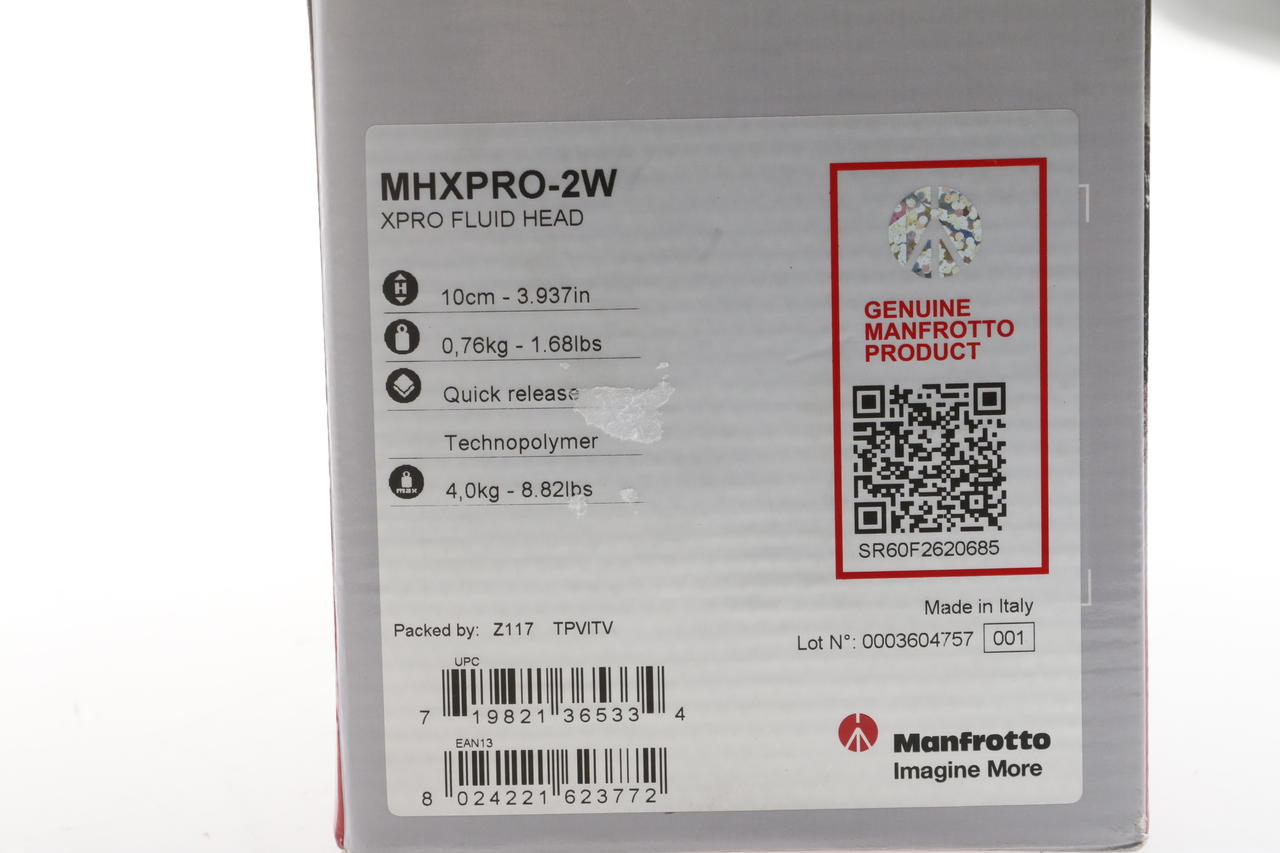 MHXPRO-2W
XPRO FLUID HEAD
H
10cm - 3.937in
0,76kg - 1.68lbs
Quick release
Technopolymer
max
4,0kg - 8.82lbs
GENUINE
MANFROTTO
PRODUCT
SR60F2620685
Made in Italy
Lot N°: 0003604757 001
Packed by: Z117 TPVITV
UPC
7 19821 36533 4
EAN13
8 024221 623772
Manfrotto
Imagine More